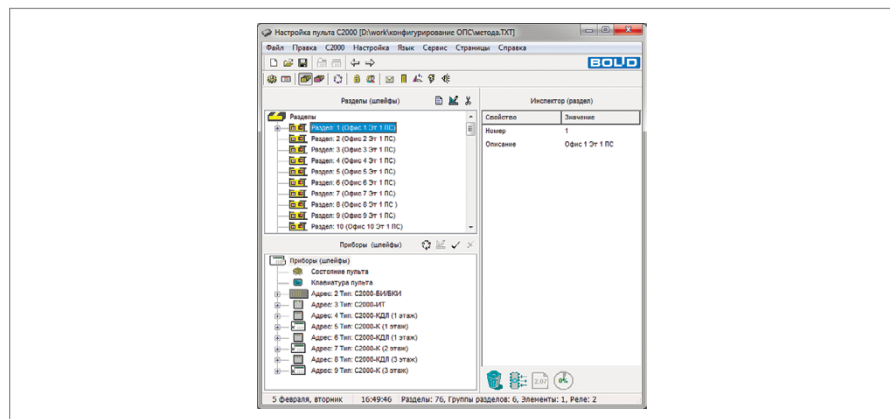 Настройка пульта С2000 [D:\work\конфигурирование ОПС\метода.TXT]
Файл Правка С2000 Настройка Язык Сервис Страницы Справка
BOLID
Разделы (шлейфы)
Разделы
Раздел: 1 (Офис 1 Эт 1 ПС)
Раздел: 2 (Офис 2 Эт 1 ПС)
Раздел: 3 (Офис 3 Эт 1 ПС)
Раздел: 4 (Офис 4 Эт 1 ПС)
Раздел: 5 (Офис 5 Эт 1 ПС)
Раздел: 6 (Офис 6 Эт 1 ПС)
Раздел: 7 (Офис 7 Эт 1 ПС)
Раздел: 8 (Офис 8 Эт 1 ПС )
Раздел: 9 (Офис 9 Эт 1 ПС)
Раздел: 10 (Офис 10 Эт 1 ПС)
Приборы (шлейфы)
Приборы (шлейфы)
Состояние пульта
Клавиатура пульта
Адрес: 2 Тип: С2000-БИ/БКИ
Адрес: 3 Тип: С2000-ИТ
Адрес: 4 Тип: С2000-КДЛ (1 этаж)
Адрес: 5 Тип: С2000-К (1 этаж)
Адрес: 6 Тип: С2000-КДЛ (1 этаж)
Адрес: 7 Тип: С2000-К (2 этаж)
Адрес: 8 Тип: С2000-КДЛ (3 этаж)
Адрес: 9 Тип: С2000-К (3 этаж)
Инспектор (раздел)
Свойство Значение
Номер 1
Описание Офис 1 Эт 1 ПС
2.07 0%
5 февраля, вторник 16:49:46 Разделы: 76, Группы разделов: 6, Элементы: 1, Реле: 2